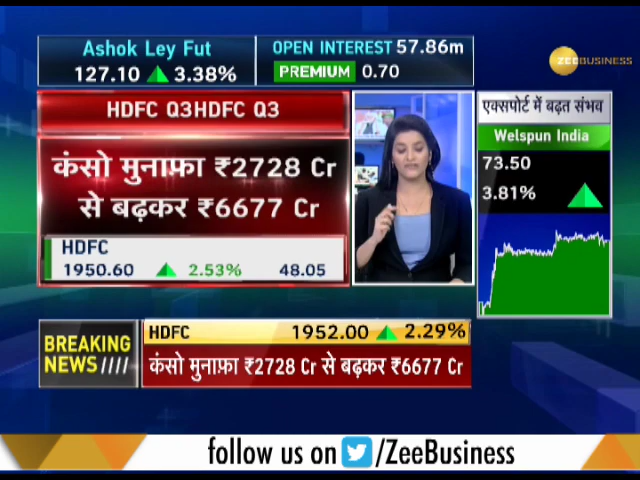 Ashok Ley Fut
127.10 3.38%
OPEN INTEREST 57.86m
PREMIUM 0.70
ZEEBUSINESS
HDFC Q3HDFC Q3
कंसो मुनाफ़ा ₹2728 Cr
से बढ़कर ₹6677 Cr
HDFC
1950.60 2.53% 48.05
एक्सपोर्ट में बढ़त संभव
Welspun India
73.50
3.81%
BREAKING
NEWS ////
HDFC 1952.00 2.29%
कंसो मुनाफ़ा ₹2728 Cr से बढ़कर ₹6677 Cr
follow us on /ZeeBusiness